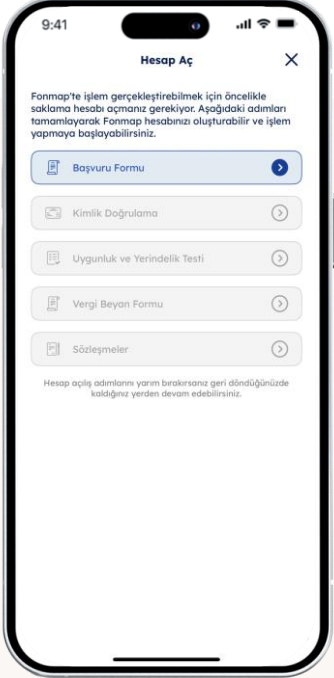 9:41
Hesap Aç
Fonmap'te işlem gerçekleştirebilmek için öncelikle
saklama hesabı açmanız gerekiyor. Aşağıdaki adımları
tamamlayarak Fonmap hesabınızı oluşturabilir ve işlem
yapmaya başlayabilirsiniz.
Başvuru Formu
Kimlik Doğrulama
Uygunluk ve Yerindelik Testi
Vergi Beyan Formu
Sözleşmeler
Hesap açılış adımlarını yarım bırakırsanız geri döndüğünüzde
kaldığınız yerden devam edebilirsiniz.